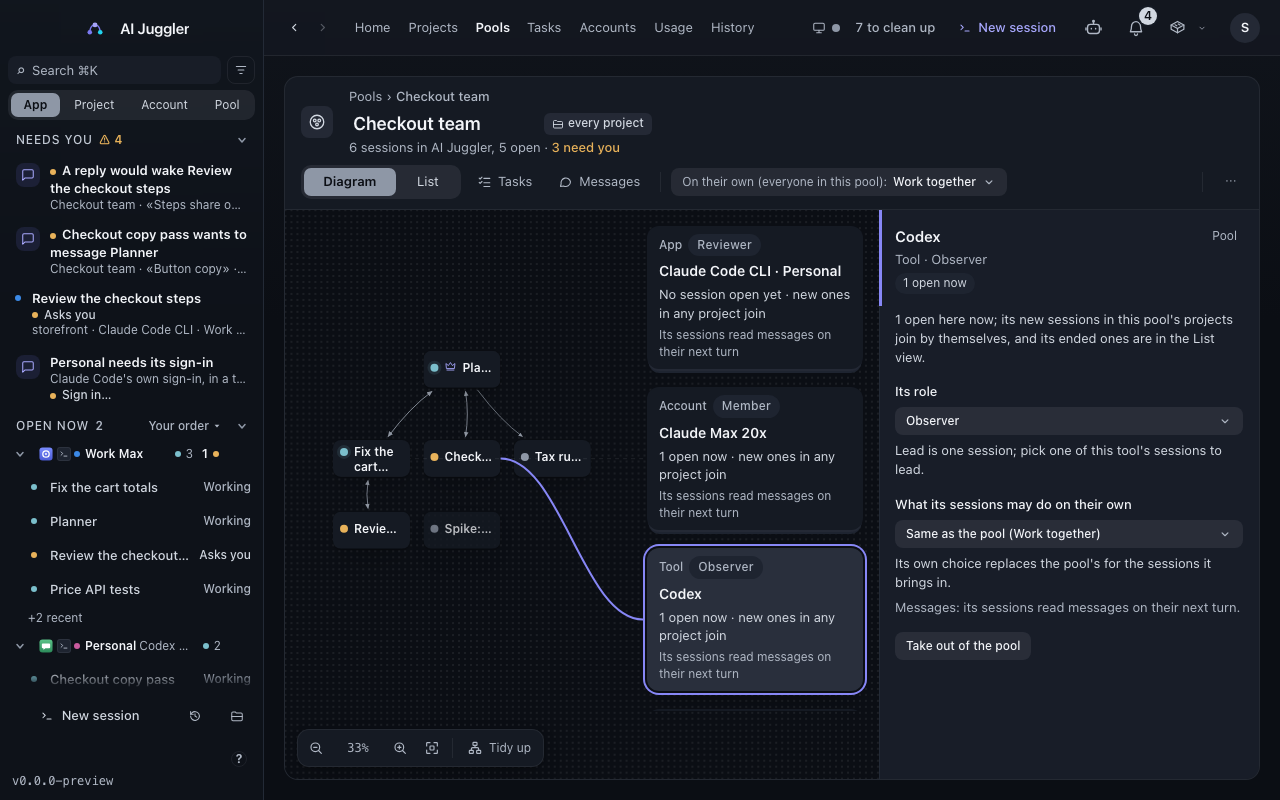 AI Juggler
Search ⌘K
App Project Account Pool
NEEDS YOU 4
A reply would wake Review
the checkout steps
Checkout team · «Steps share o...
Checkout copy pass wants to
message Planner
Checkout team · «Button copy» ·...
Review the checkout steps
Asks you
storefront · Claude Code CLI · Work ...
Personal needs its sign-in
Claude Code's own sign-in, in a t...
Sign in...
OPEN NOW 2 Your order
Work Max 3 1
Fix the cart totals Working
Planner Working
Review the checkout... Asks you
Price API tests Working
+2 recent
Personal Codex ... 2
Checkout copy pass Working
New session
?
v0.0.0-preview
Home Projects Pools Tasks Accounts Usage History
7 to clean up
New session
4
S
Pools › Checkout team
Checkout team
every project
6 sessions in AI Juggler, 5 open · 3 need you
Diagram List Tasks Messages
On their own (everyone in this pool): Work together
...
Pla...
Fix the
cart...
Check...
Tax ru...
Revie...
Spike:...
App Reviewer
Claude Code CLI · Personal
No session open yet · new ones
in any project join
Its sessions read messages on
their next turn
Account Member
Claude Max 20x
1 open now · new ones in any
project join
Its sessions read messages on
their next turn
Tool Observer
Codex
1 open now · new ones in any
project join
Its sessions read messages on
their next turn
33%
Tidy up
Codex Pool
Tool · Observer
1 open now
1 open here now; its new sessions in this pool's projects
join by themselves, and its ended ones are in the List
view.
Its role
Observer
Lead is one session; pick one of this tool's sessions to
lead.
What its sessions may do on their own
Same as the pool (Work together)
Its own choice replaces the pool's for the sessions it
brings in.
Messages: its sessions read messages on their next turn.
Take out of the pool